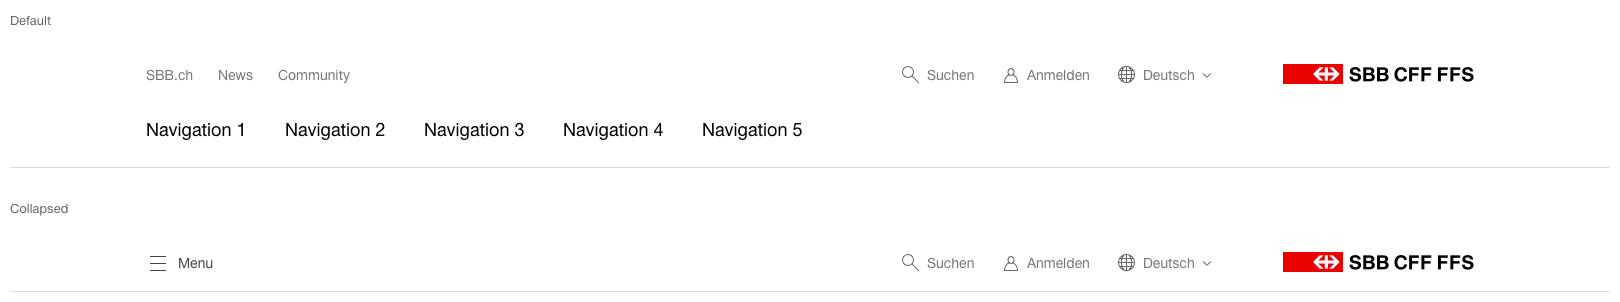 Default
SBB.ch News Community Suchen Anmelden Deutsch SBB CFF FFS
Navigation 1 Navigation 2 Navigation 3 Navigation 4 Navigation 5
Collapsed
Menu Suchen Anmelden Deutsch SBB CFF FFS